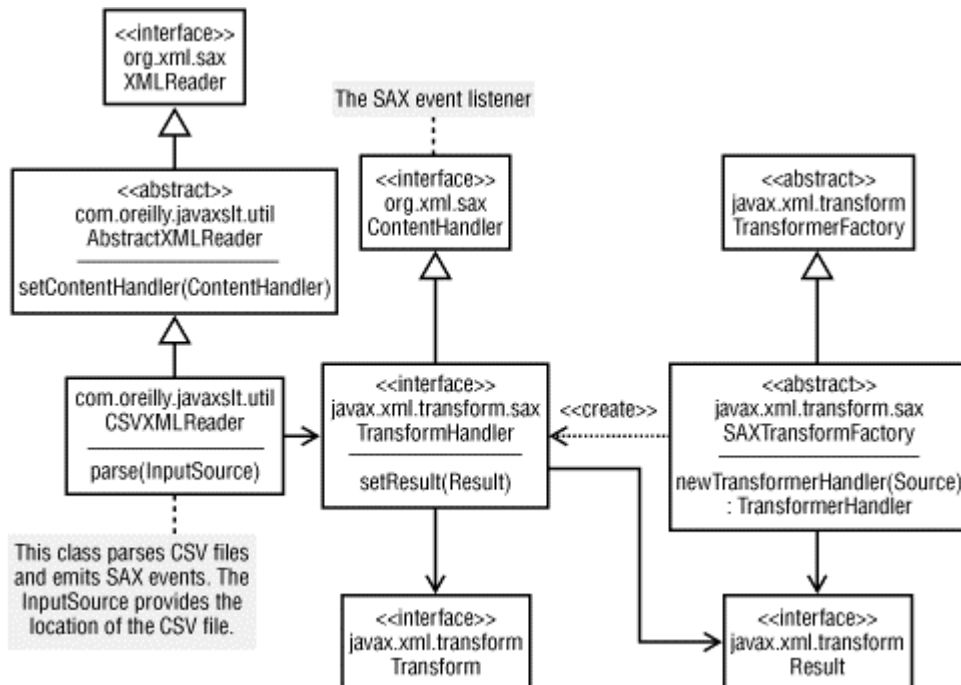 <<interface>>
org.xml.sax
XMLReader
The SAX event listener
<<abstract>>
com.oreilly.javaxslt.util
AbstractXMLReader
setContentHandler(ContentHandler)
<<interface>>
org.xml.sax
ContentHandler
<<abstract>>
javax.xml.transform
TransformerFactory
com.oreilly.javaxslt.util
CSVXMLReader
parse(InputSource)
<<interface>>
javax.xml.transform.sax
TransformHandler
setResult(Result)
<<create>>
<<abstract>>
javax.xml.transform.sax
SAXTransformFactory
newTransformerHandler(Source)
: TransformerHandler
This class parses CSV files
and emits SAX events. The
InputSource provides the
location of the CSV file.
<<interface>>
javax.xml.transform
Transform
<<interface>>
javax.xml.transform
Result